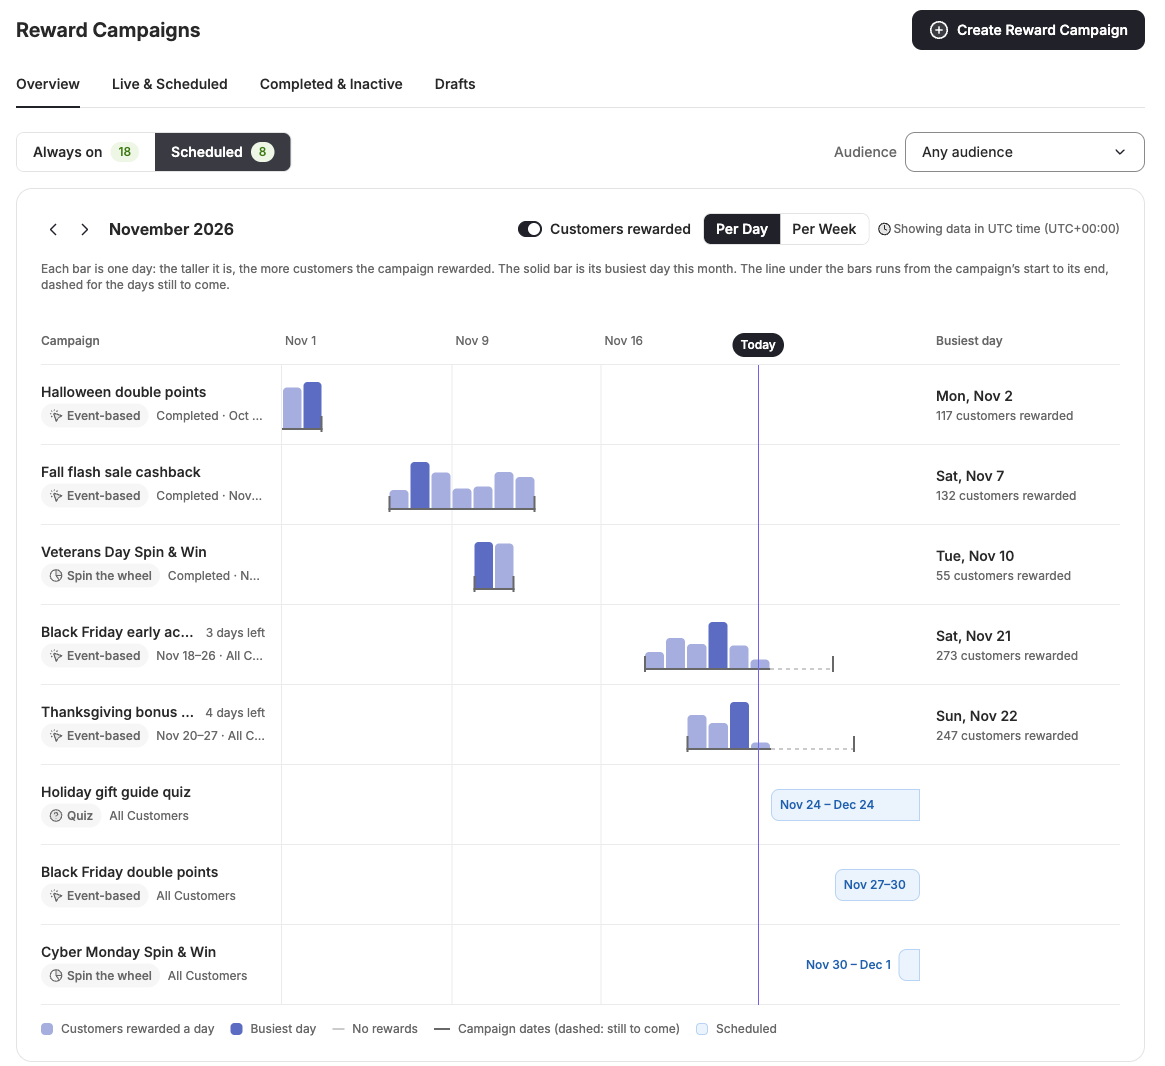 Reward Campaigns
Create Reward Campaign
Overview
Live & Scheduled
Completed & Inactive
Drafts
Always on 18
Scheduled 8
Audience
Any audience
November 2026
Customers rewarded
Per Day
Per Week
Showing data in UTC time (UTC+00:00)
Each bar is one day: the taller it is, the more customers the campaign rewarded. The solid bar is its busiest day this month. The line under the bars runs from the campaign's start to its end,
dashed for the days still to come.
Campaign
Nov 1
Nov 9
Nov 16
Today
Busiest day
Halloween double points
Event-based
Completed · Oct ...
Mon, Nov 2
117 customers rewarded
Fall flash sale cashback
Event-based
Completed · Nov...
Sat, Nov 7
132 customers rewarded
Veterans Day Spin & Win
Spin the wheel
Completed · N...
Tue, Nov 10
55 customers rewarded
Black Friday early ac...
3 days left
Event-based
Nov 18–26 · All C...
Sat, Nov 21
273 customers rewarded
Thanksgiving bonus ...
4 days left
Event-based
Nov 20–27 · All C...
Sun, Nov 22
247 customers rewarded
Holiday gift guide quiz
Quiz
All Customers
Nov 24 – Dec 24
Black Friday double points
Event-based
All Customers
Nov 27–30
Cyber Monday Spin & Win
Spin the wheel
All Customers
Nov 30 – Dec 1
Customers rewarded a day
Busiest day
No rewards
Campaign dates (dashed: still to come)
Scheduled